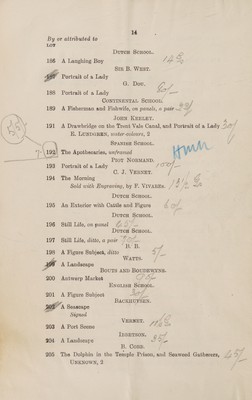 14
By or attributed to
LOT
DUTCH SCHOOL.
186 A Laughing Boy
SIR B. WEST.
187 Portrait of a Lady
G. DOU.
188 Portrait of a Lady
CONTINENTAL SCHOOL.
189 A Fisherman and Fishwife, on panels, a pair
JOHN KEELEY.
191 A Drawbridge on the Trent Vale Canal, and Portrait of a Lady
E. LUNDGREN, water-colours, 2
SPANISH SCHOOL.
192 The Apothecaries, unframed
PROF NORMAND.
193 Portrait of a Lady
C. J. VERNET.
194 The Morning
Sold with Engraving, by F. VIVARES.
DUTCH SCHOOL.
195 An Exterior with Cattle and Figure
DUTCH SCHOOL.
196 Still Life, on panel
DUTCH SCHOOL.
197 Still Life, ditto, a pair
B. B.
198 A Figure Subject, ditto
WATTS.
199 A Landscape
BOUTS AND BOUDEWYNS.
200 Antwerp Market
ENGLISH SCHOOL.
201 A Figure Subject
BACKHUYZEN.
202 A Seascape
Signed
VERNET.
203 A Port Scene
IBBETSON.
204 A Landscape
B. CORE.
205 The Dolphin in the Temple Prison, and Seaweed Gatherers,
UNKNOWN, 2